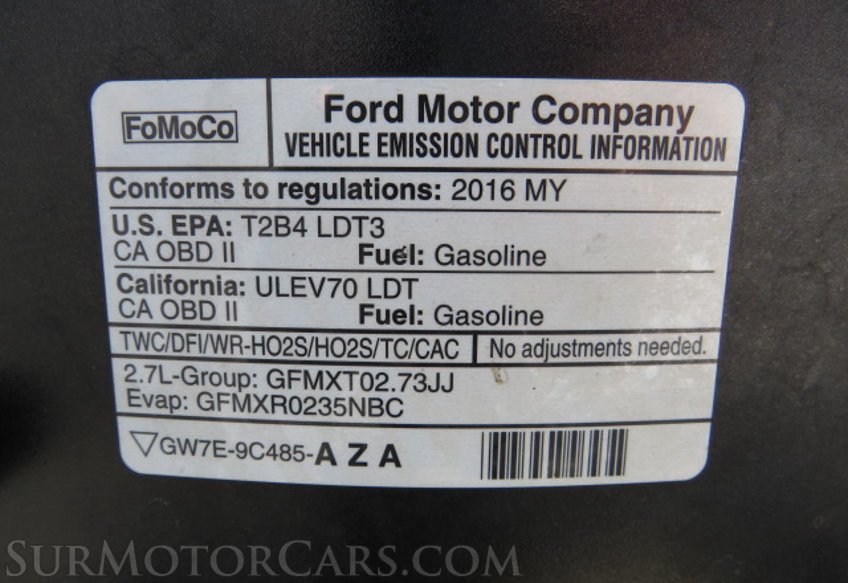 FoMoCo
Ford Motor Company
VEHICLE EMISSION CONTROL INFORMATION
Conforms to regulations: 2016 MY
U.S. EPA: T2B4 LDT3
CA OBD II Fuel: Gasoline
California: ULEV70 LDT
CA OBD II Fuel: Gasoline
TWC/DFI/WR-HO2S/HO2S/TC/CAC No adjustments needed.
2.7L-Group: GFMXT02.73JJ
Evap: GFMXR0235NBC
GW7E-9C485-A Z A
SurMotorCars.com